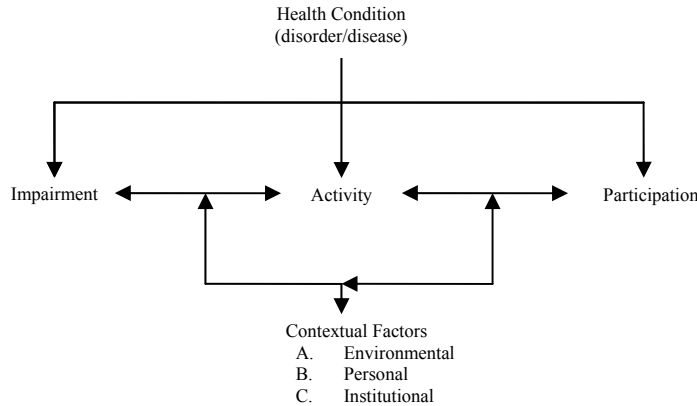 Health Condition
(disorder/disease)
Impairment
Activity
Participation
Contextual Factors
A. Environmental
B. Personal
C. Institutional